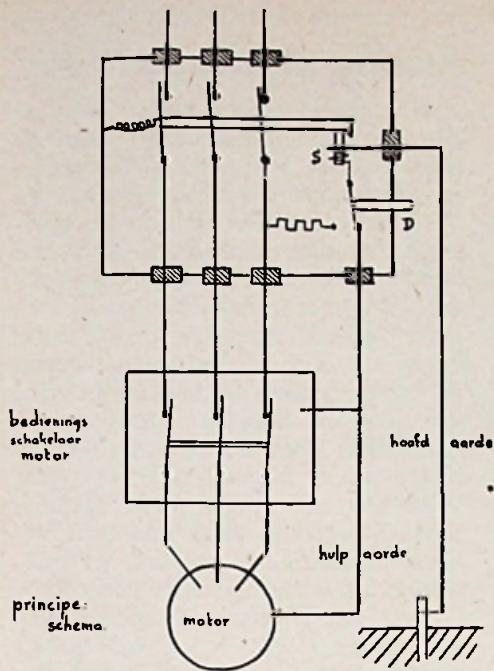 S
D
bedienings
schakelaar
motor
hoofd aarde
hulp aarde
principe
schema
motor